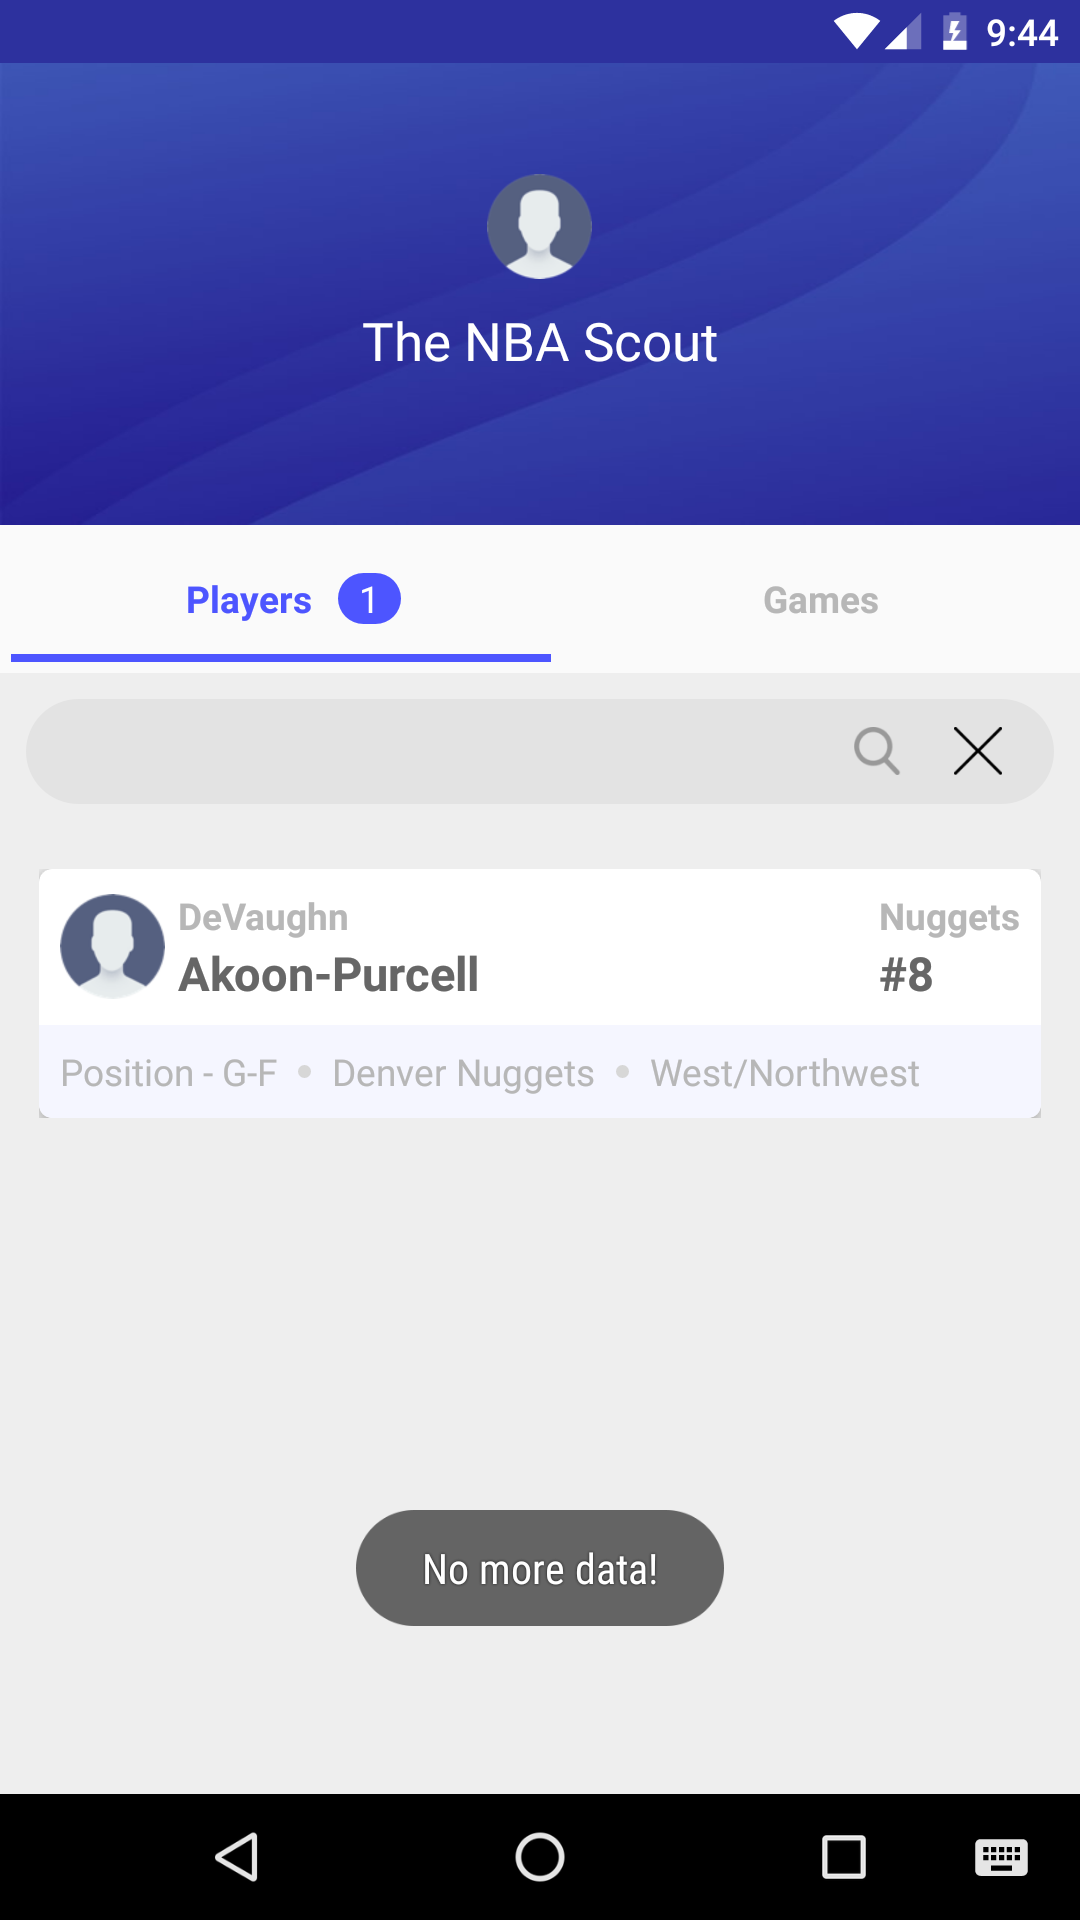 9:44
The NBA Scout
Players 1 Games
DeVaughn Nuggets
Akoon-Purcell #8
Position - G-F • Denver Nuggets • West/Northwest
No more data!